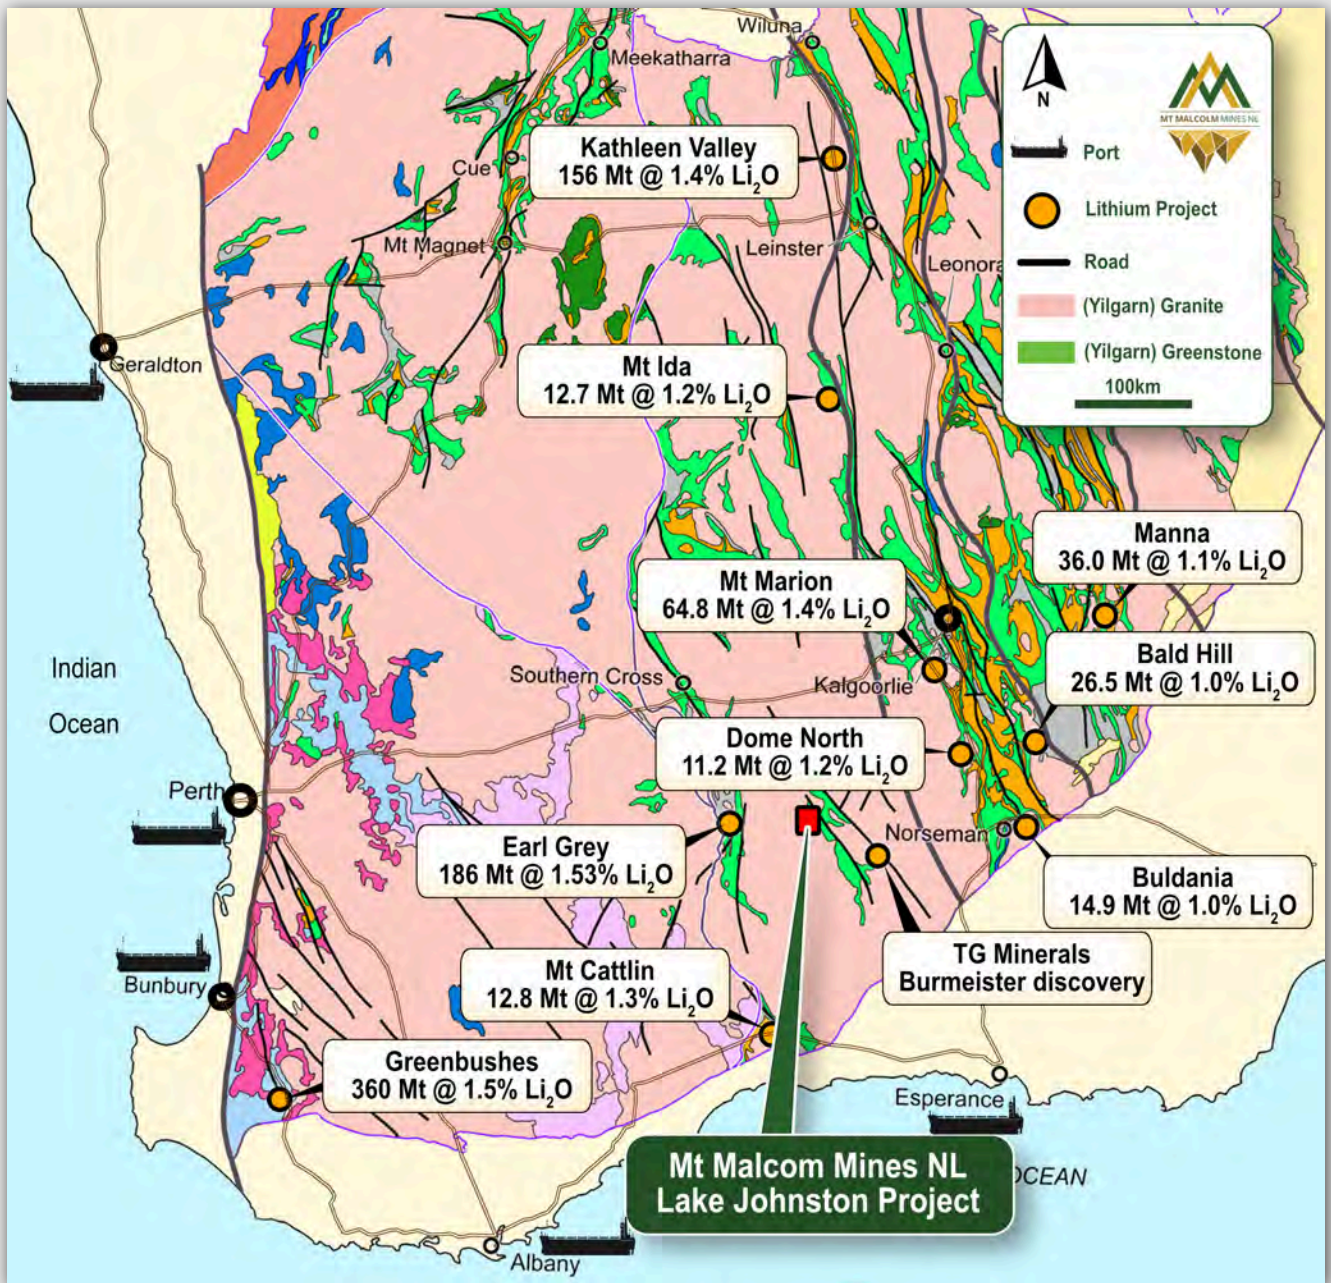 Wiluna
Meekatharra
N
MT MALCOLM MINES NL
Port
Lithium Project
Road
(Yilgarn) Granite
(Yilgarn) Greenstone
100km
Kathleen Valley
156 Mt @ 1.4% Li₂O
Cue
Mt Magnet
Leinster
Leonora
Geraldton
Mt Ida
12.7 Mt @ 1.2% Li₂O
Manna
36.0 Mt @ 1.1% Li₂O
Mt Marion
64.8 Mt @ 1.4% Li₂O
Bald Hill
26.5 Mt @ 1.0% Li₂O
Indian
Ocean
Southern Cross
Kalgoorlie
Dome North
11.2 Mt @ 1.2% Li₂O
Perth
Norseman
Earl Grey
186 Mt @ 1.53% Li₂O
Buldania
14.9 Mt @ 1.0% Li₂O
TG Minerals
Burmeister discovery
Mt Cattlin
12.8 Mt @ 1.3% Li₂O
Bunbury
Greenbushes
360 Mt @ 1.5% Li₂O
Esperance
Mt Malcom Mines NL
Lake Johnston Project
OCEAN
Albany